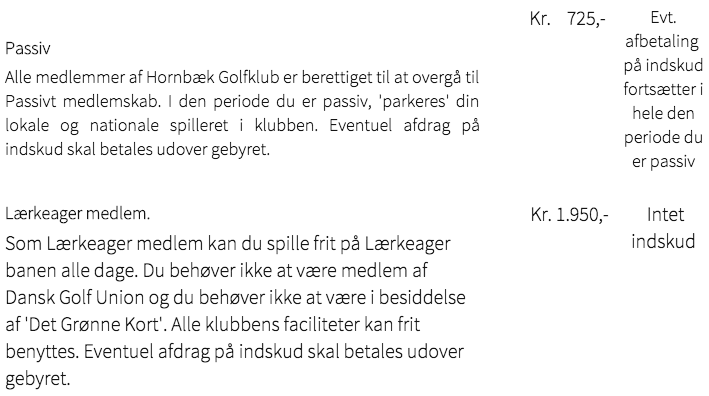 Kr. 725,-
Evt.
afbetaling
på indskud
fortsætter i
hele den
periode du
er passiv
Passiv
Alle medlemmer af Hornbæk Golfklub er berettiget til at overgå til
Passivt medlemskab. I den periode du er passiv, 'parkeres' din
lokale og nationale spilleret i klubben. Eventuel afdrag på
indskud skal betales udover gebyret.
Lærkeager medlem.
Kr. 1.950,-
Intet
indskud
Som Lærkeager medlem kan du spille frit på Lærkeager
banen alle dage. Du behøver ikke at være medlem af
Dansk Golf Union og du behøver ikke at være i besiddelse
af 'Det Grønne Kort'. Alle klubbens faciliteter kan frit
benyttes. Eventuel afdrag på indskud skal betales udover
gebyret.